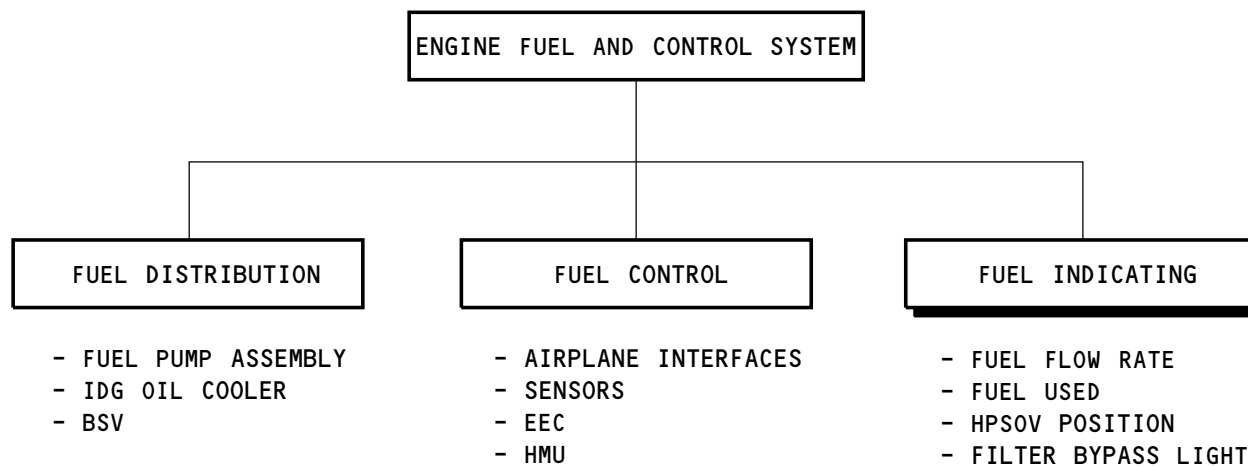 ENGINE FUEL AND CONTROL SYSTEM
FUEL DISTRIBUTION
- FUEL PUMP ASSEMBLY
- IDG OIL COOLER
- BSV
FUEL CONTROL
- AIRPLANE INTERFACES
- SENSORS
- EEC
- HMU
FUEL INDICATING
- FUEL FLOW RATE
- FUEL USED
- HPSOV POSITION
- FILTER BYPASS LIGHT